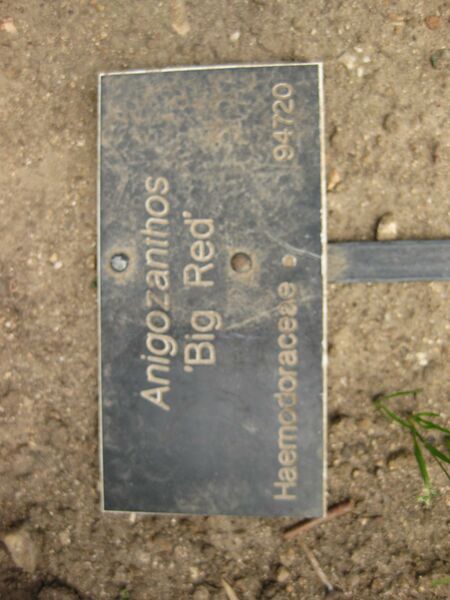 Anigozanthos
'Big Red'
Haemodoraceae 94720